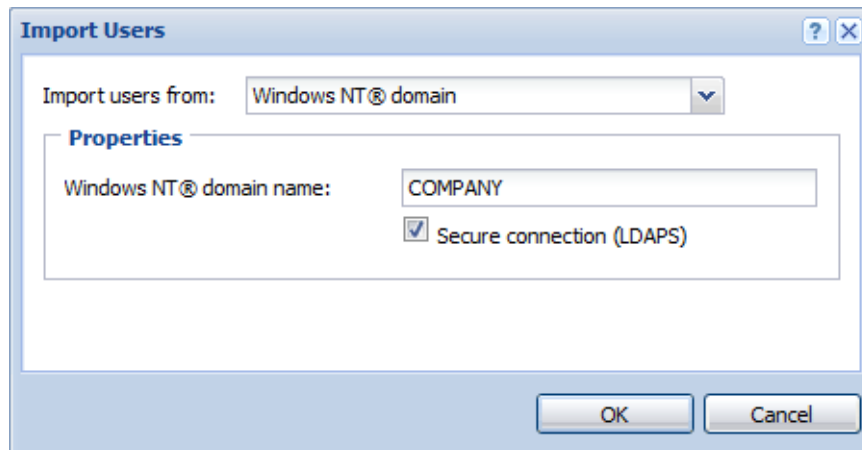 Import Users
?
Import users from: Windows NT® domain
Properties
Windows NT® domain name: COMPANY
Secure connection (LDAPS)
OK Cancel